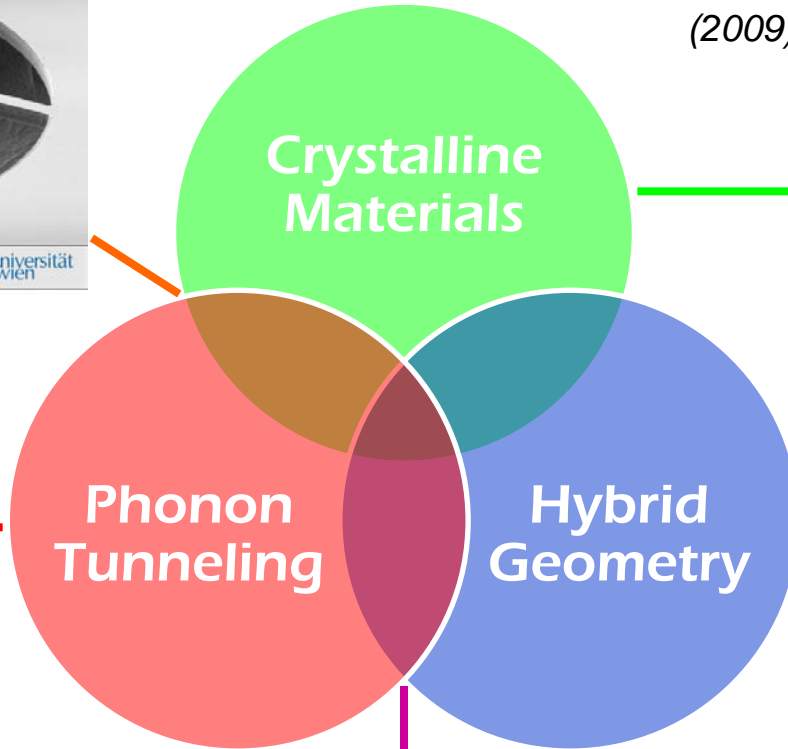 (2009)
Crystalline
Materials
niversität
wien
Phonon
Tunneling
Hybrid
Geometry